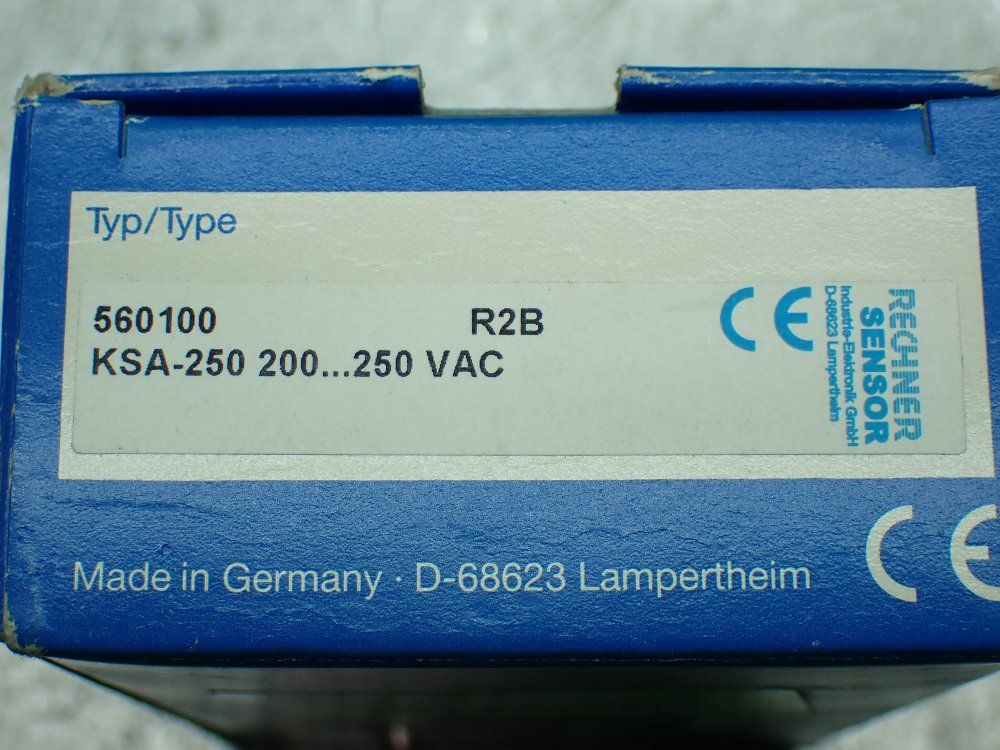 Typ/Type
560100 R2B
KSA-250 200...250 VAC
CE
RECHNER
SENSOR
Industrie-Elektronik GmbH
D-68623 Lampertheim
Made in Germany · D-68623 Lampertheim
CE